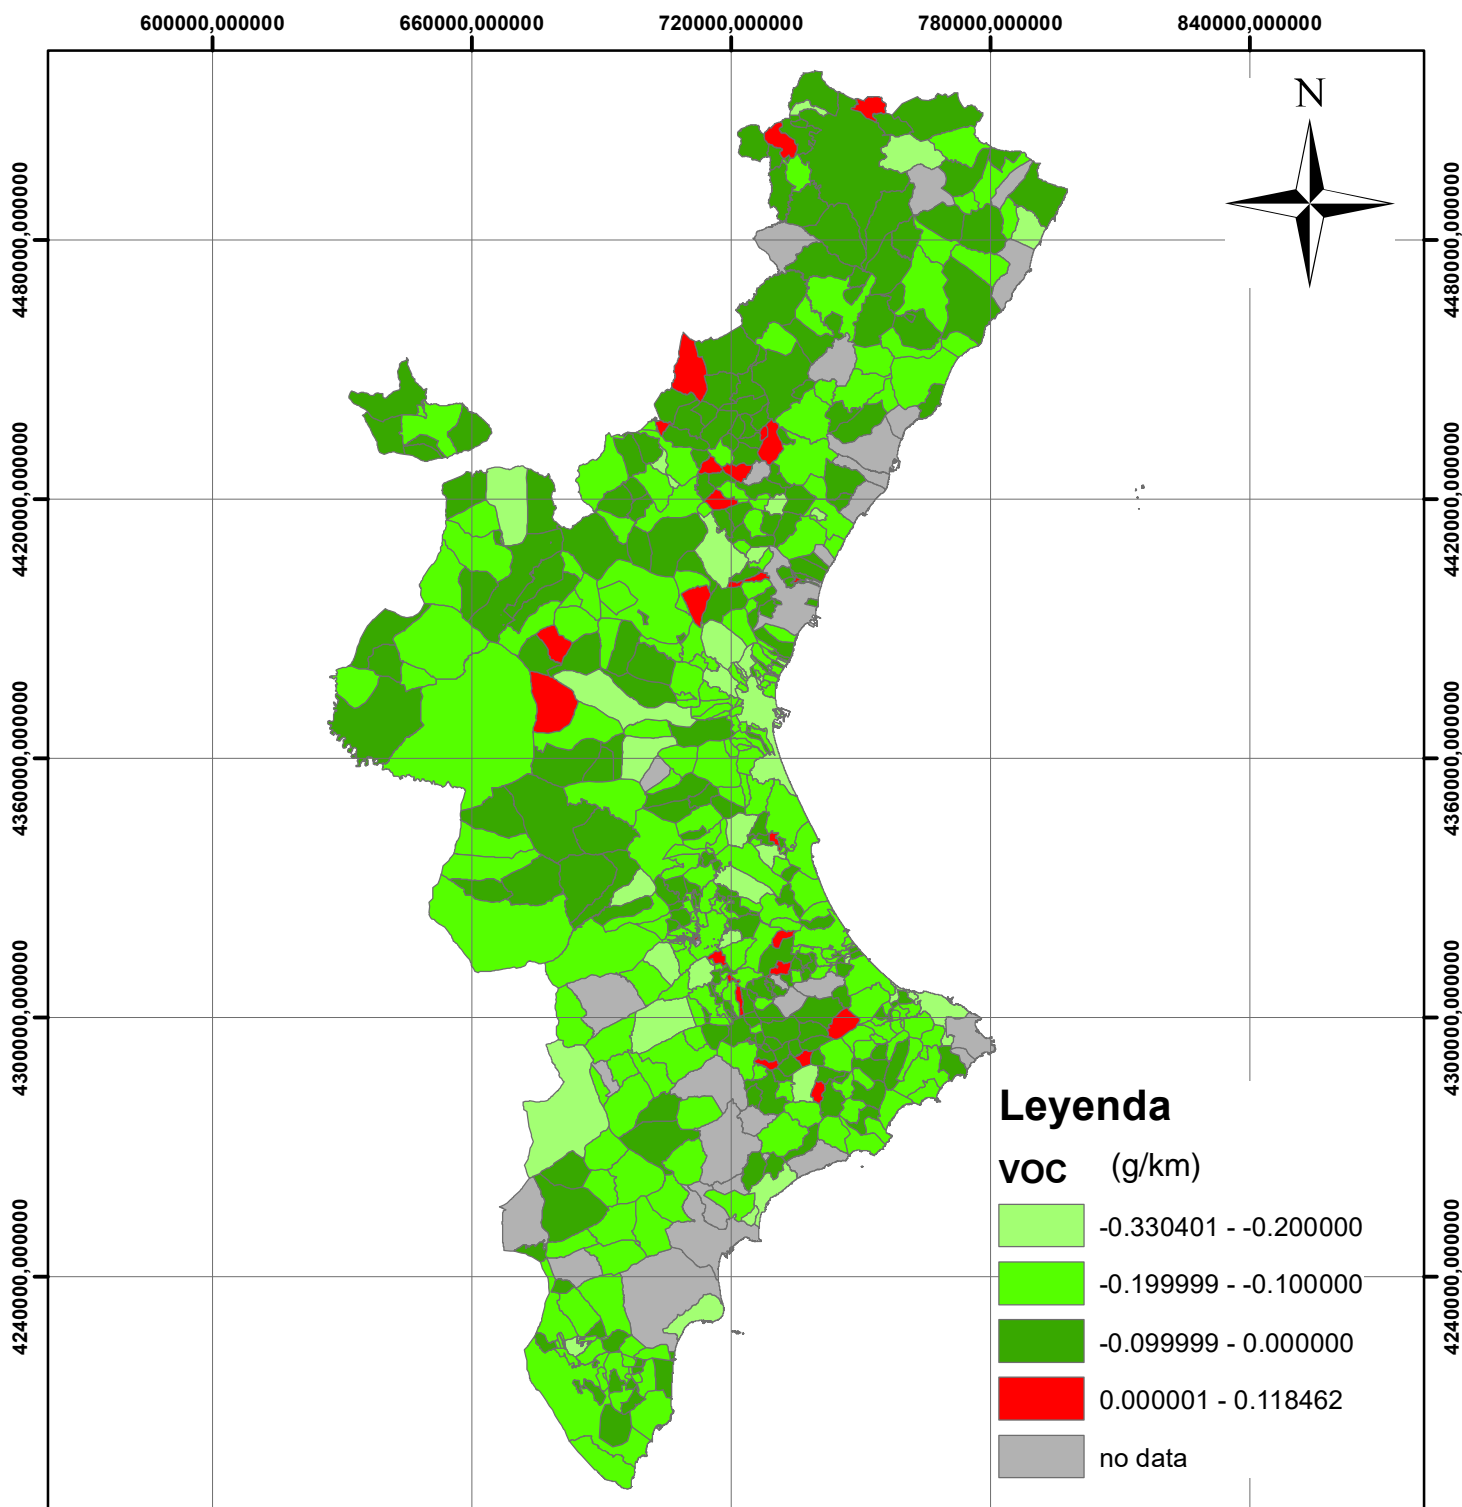 600000,000000 660000,000000 720000,000000 780000,000000 840000,000000
N
4480000,000000 4480000,000000
4420000,000000 4420000,000000
4360000,000000 4360000,000000
4300000,000000 4300000,000000
4240000,000000 4240000,000000
Leyenda
VOC (g/km)
-0.330401 - -0.200000
-0.199999 - -0.100000
-0.099999 - 0.000000
0.000001 - 0.118462
no data